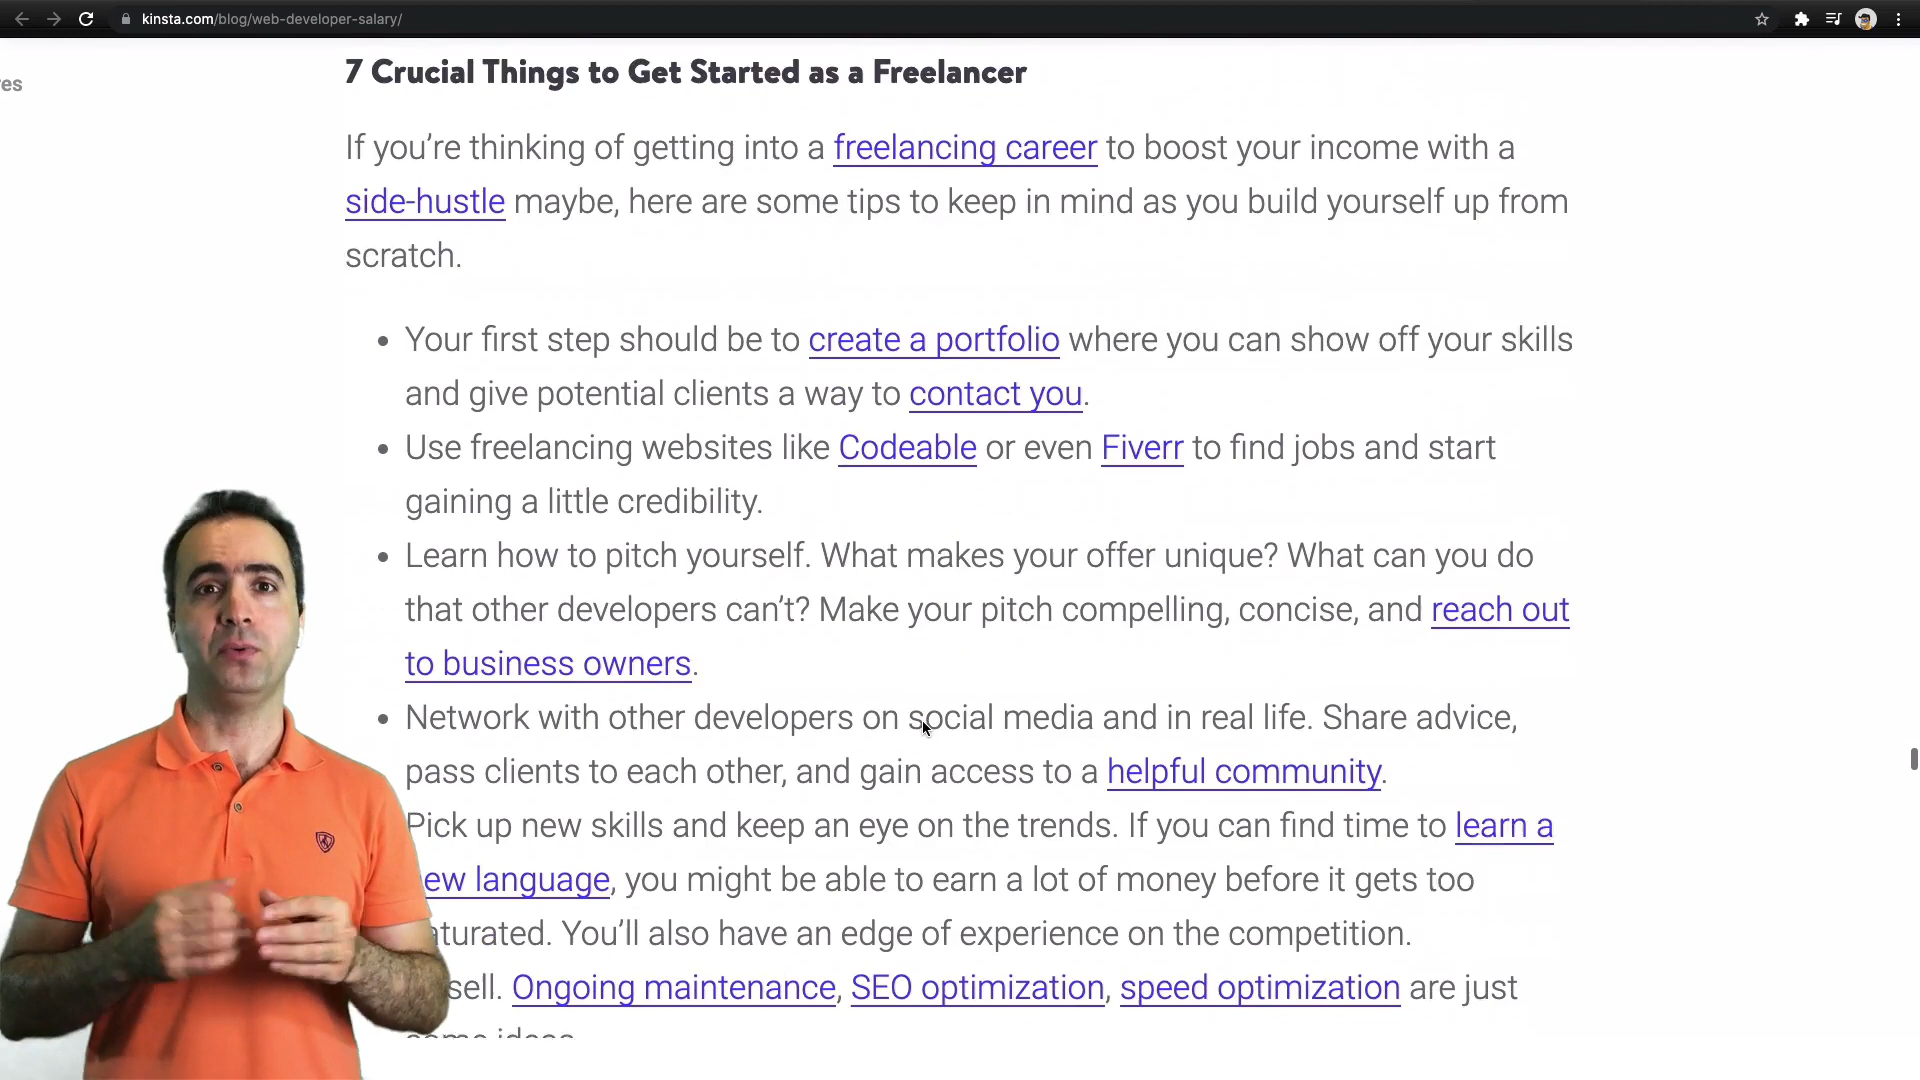 kinsta.com/blog/web-developer-salary/
7 Crucial Things to Get Started as a Freelancer
If you're thinking of getting into a freelancing career to boost your income with a
side-hustle maybe, here are some tips to keep in mind as you build yourself up from
scratch.
• Your first step should be to create a portfolio where you can show off your skills
and give potential clients a way to contact you.
• Use freelancing websites like Codeable or even Fiverr to find jobs and start
gaining a little credibility.
• Learn how to pitch yourself. What makes your offer unique? What can you do
that other developers can't? Make your pitch compelling, concise, and reach out
to business owners.
• Network with other developers on social media and in real life. Share advice,
pass clients to each other, and gain access to a helpful community.
Pick up new skills and keep an eye on the trends. If you can find time to learn a
ew language, you might be able to earn a lot of money before it gets too
turated. You'll also have an edge of experience on the competition.
sell. Ongoing maintenance, SEO optimization, speed optimization are just
some ideas